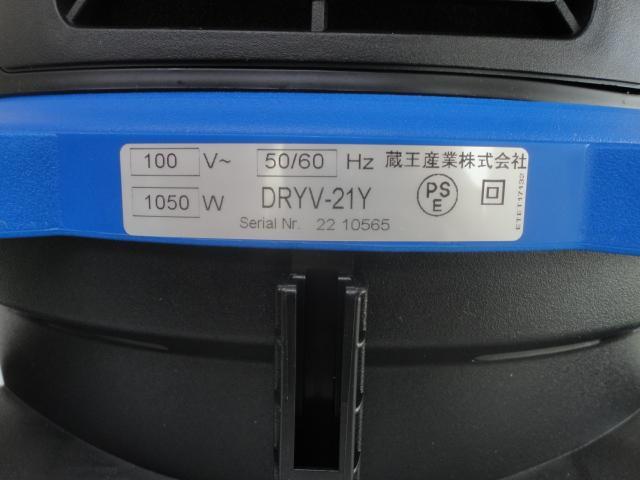 100 V~ 50/60 Hz 蔵王産業株式会社
1050 W DRYV-21Y PS E
Serial Nr. 22 10565
ETET17132